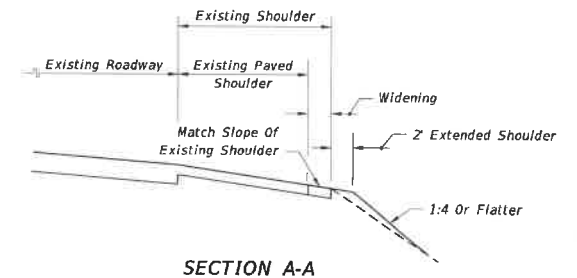 Existing Shoulder
Existing Roadway
Existing Paved
Shoulder
Widening
Match Slope Of
Existing Shoulder
2' Extended Shoulder
1:4 Or Flatter
SECTION A-A